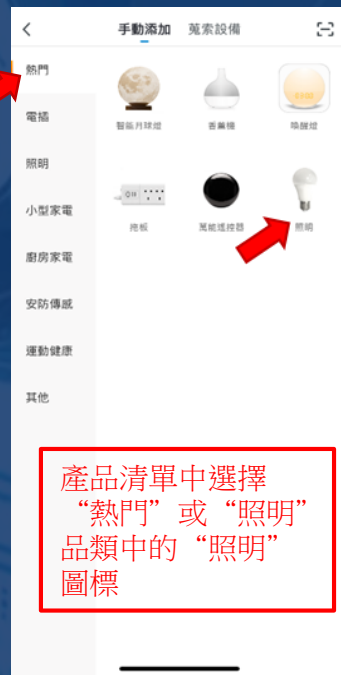 手動添加 蒐索設備
熱門
電插
照明
小型家電
廚房家電
安防傳感
運動健康
其他
智能月球燈 香薰機 喚醒燈
拖板 萬能遙控器 照明
產品清單中選擇
“熱門”或“照明”
品類中的“照明”
圖標